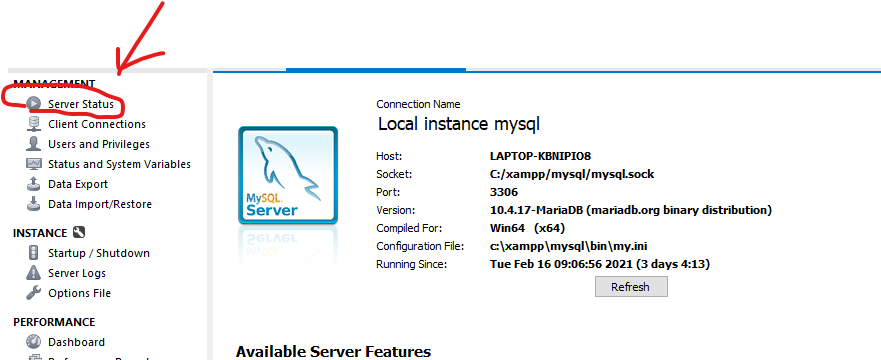 MANAGEMENT
Server Status
Client Connections
Users and Privileges
Status and System Variables
Data Export
Data Import/Restore
INSTANCE
Startup / Shutdown
Server Logs
Options File
PERFORMANCE
Dashboard
MySQL
Server
Connection Name
Local instance mysql
Host: LAPTOP-KBNIPIO8
Socket: C:/xampp/mysql/mysql.sock
Port: 3306
Version: 10.4.17-MariaDB (mariadb.org binary distribution)
Compiled For: Win64 (x64)
Configuration File: c:\xampp\mysql\bin\my.ini
Running Since: Tue Feb 16 09:06:56 2021 (3 days 4:13)
Refresh
Available Server Features